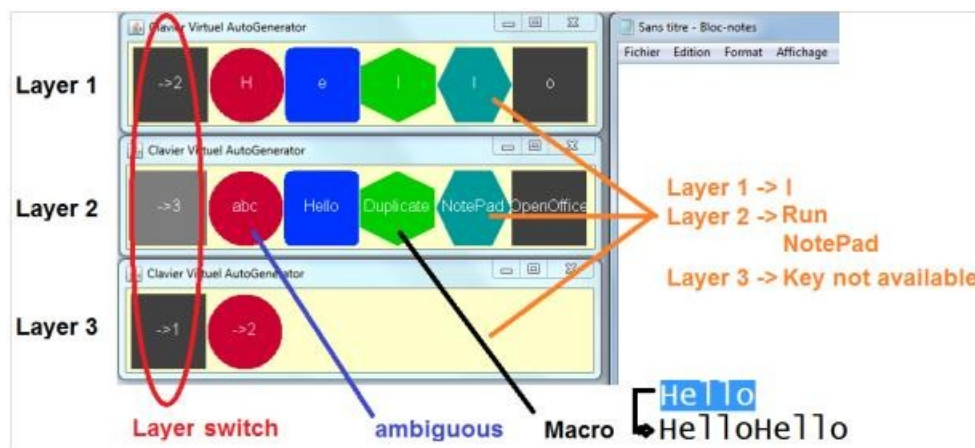 Clavier Virtuel AutoGenerator
Sans titre - Bloc-notes
Fichier Edition Format Affichage
Layer 1
->2 H e l l o
Clavier Virtuel AutoGenerator
Layer 2
->3 abc Hello Duplicate NotePad OpenOffice
Layer 1 -> l
Layer 2 -> Run
NotePad
Layer 3 -> Key not available
Clavier Virtuel AutoGenerator
Layer 3
->1 ->2
Layer switch
ambiguous
Macro
Hello
HelloHello